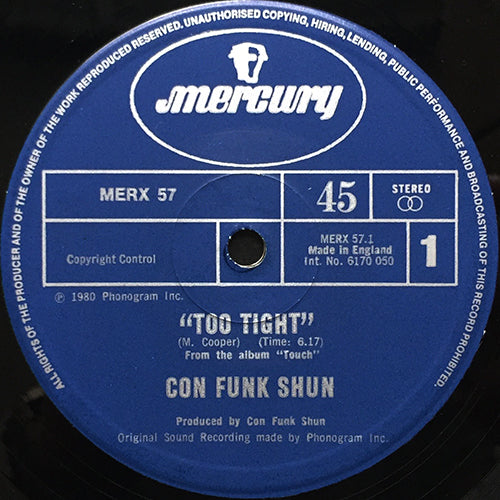 ALL RIGHTS OF THE PRODUCER AND OF THE OWNER OF THE WORK REPRODUCED RESERVED. UNAUTHORISED COPYING, HIRING, LENDING, PUBLIC PERFORMANCE AND BROADCASTING OF THIS RECORD PROHIBITED.
mercury
MERX 57
45
STEREO
Copyright Control
MERX 57.1
Made in England
Int. No. 6170 050
1
℗ 1980 Phonogram Inc.
"TOO TIGHT"
(M. Cooper) (Time: 6.17)
From the album "Touch"
CON FUNK SHUN
Produced by Con Funk Shun
Original Sound Recording made by Phonogram Inc.